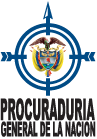 PROCURADURIA
GENERAL DE LA NACION